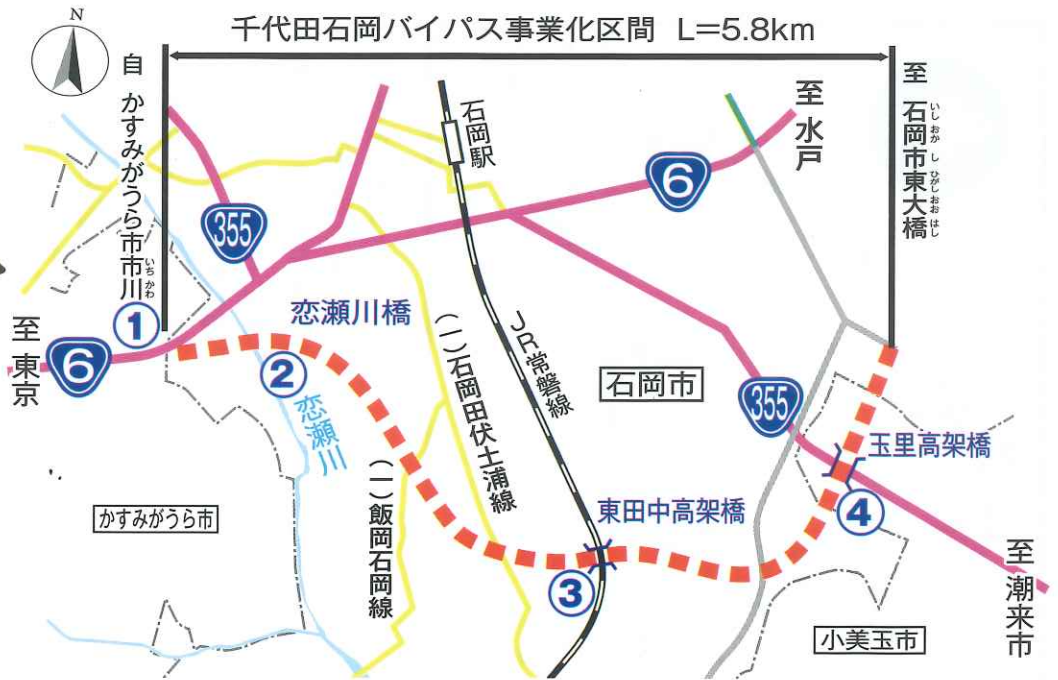 N
千代田石岡バイパス事業化区間 L=5.8km
自 かすみがうら市市川
いちかわ
至 石岡市東大橋
いしおかしひがしおおはし
至 水戸
石岡駅
6
355
①
恋瀬川橋
至 東京
6
②
恋瀬川
(一)石岡田伏土浦線
JR常磐線
石岡市
355
玉里高架橋
(一)飯岡石岡線
かすみがうら市
東田中高架橋
④
③
至 潮来市
小美玉市